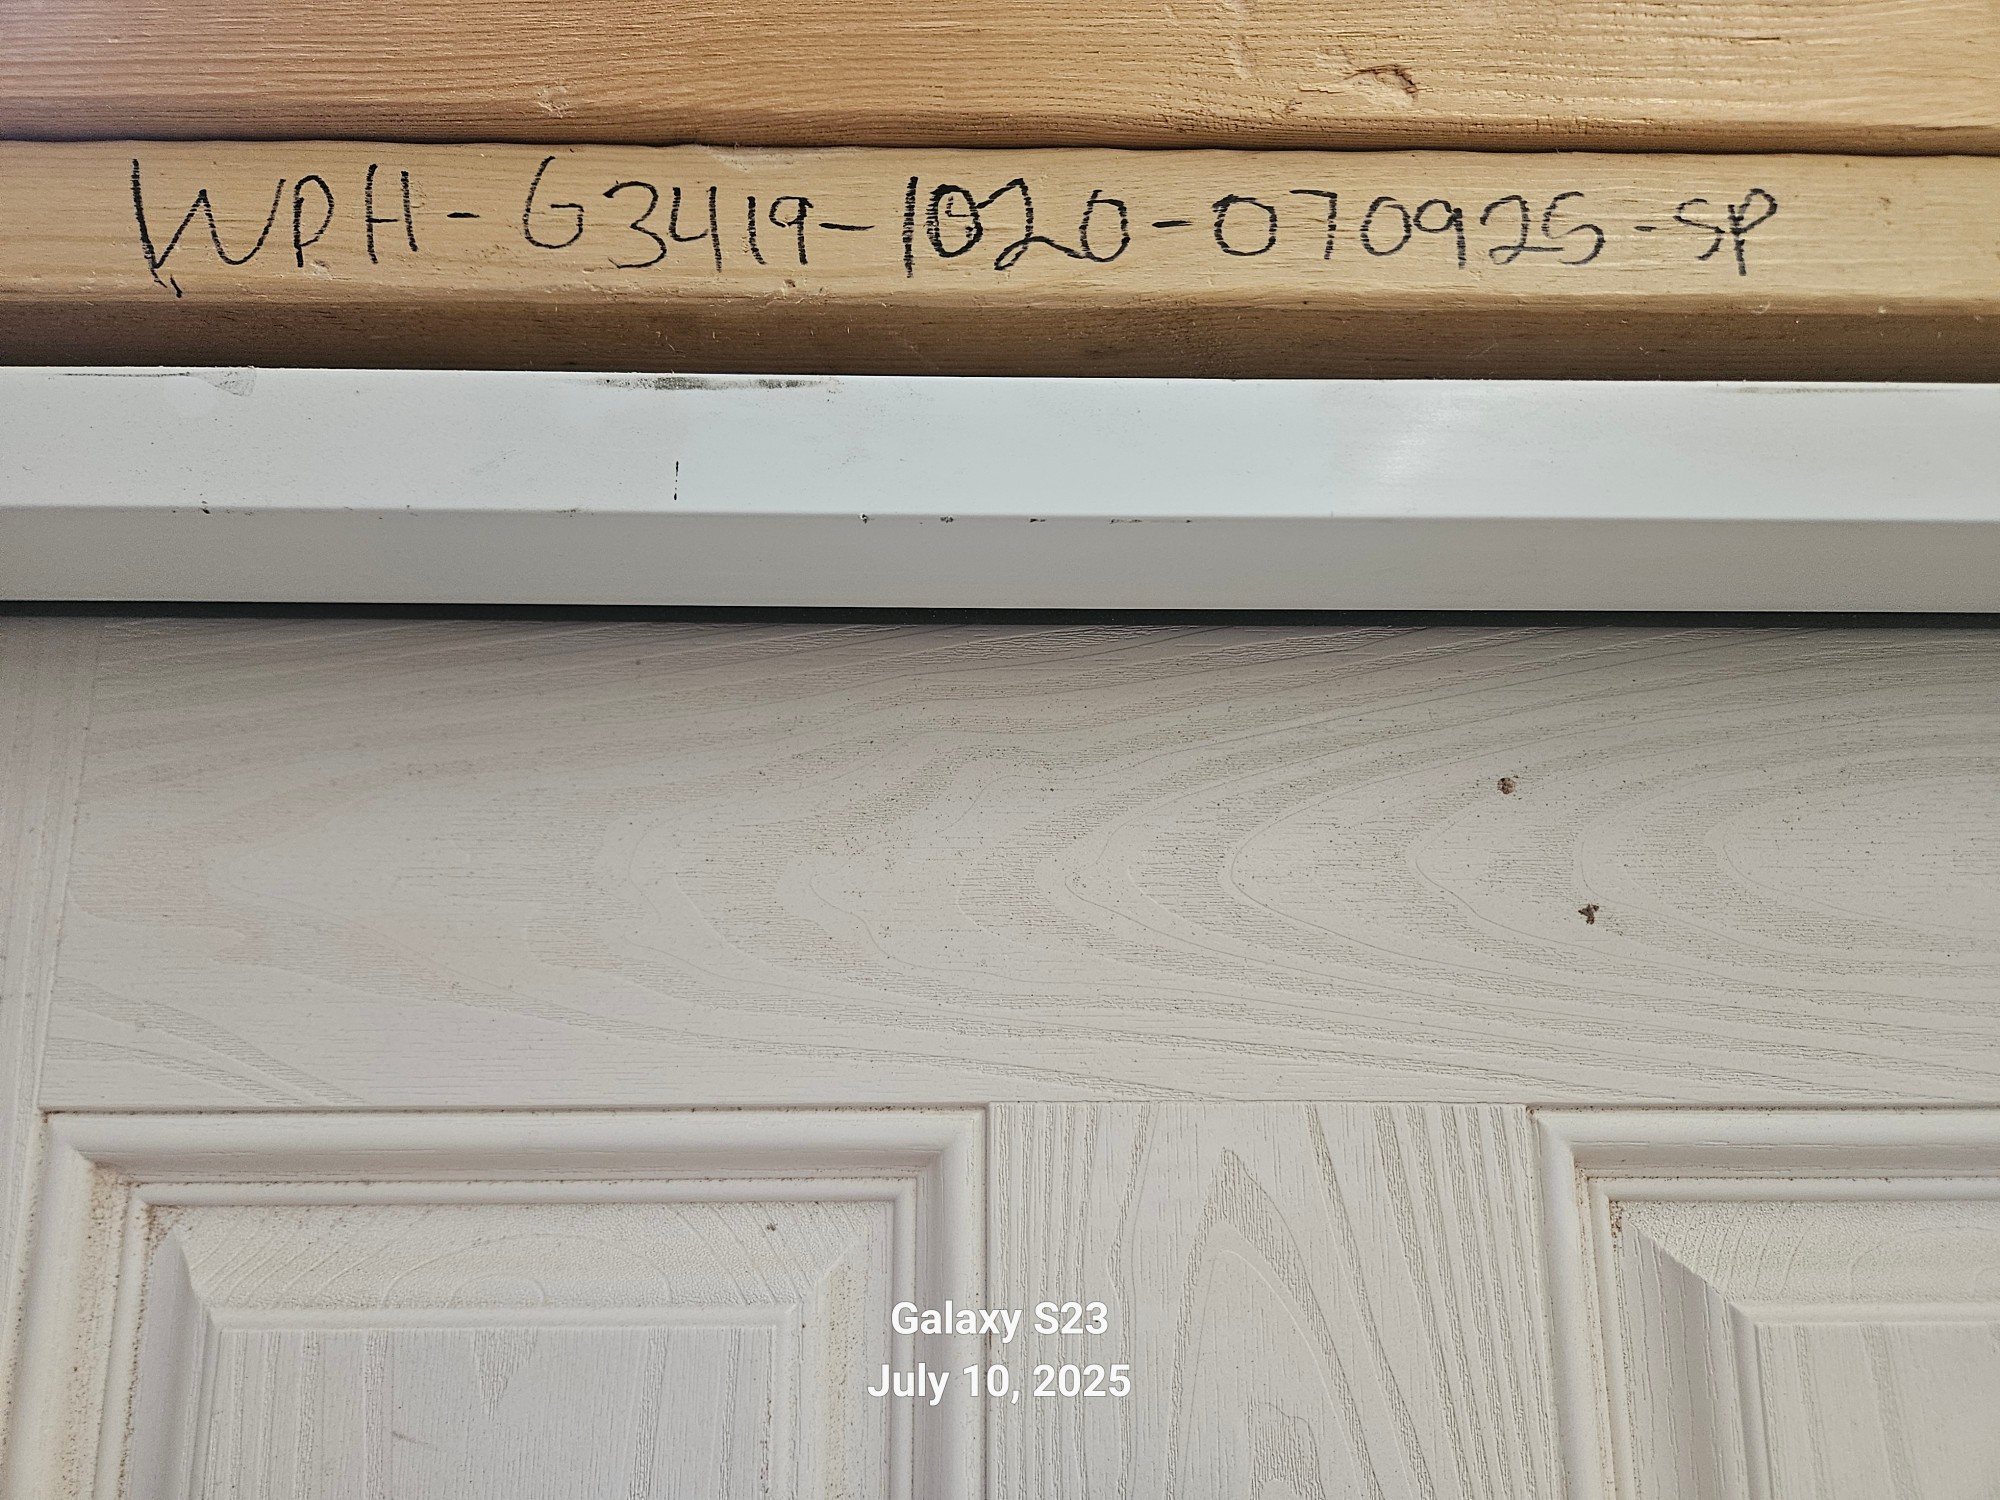 WPH-G3419-1020-070925-SP
Galaxy S23
July 10, 2025